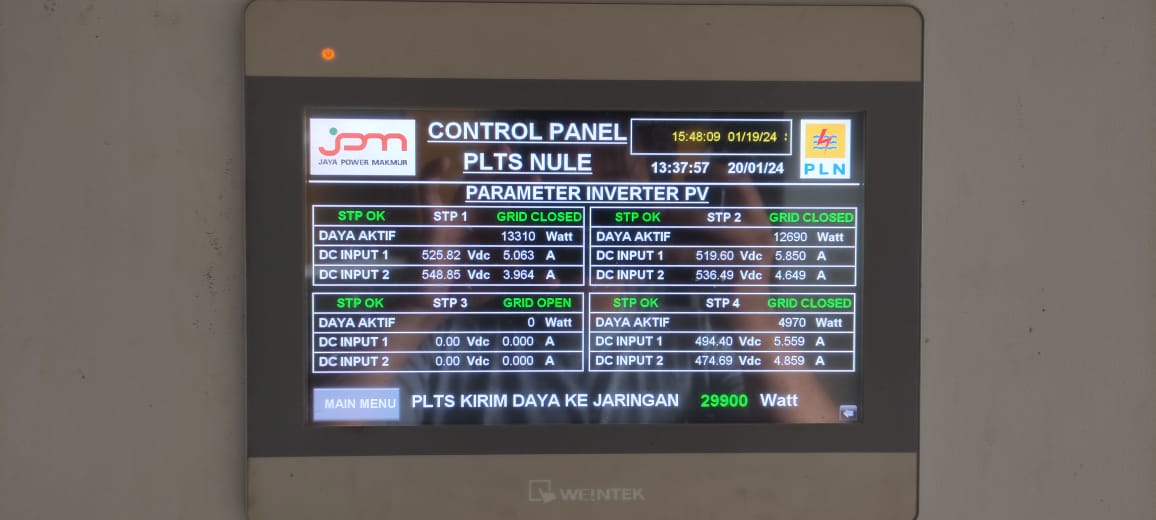 jpm
JAYA POWER MAKMUR
CONTROL PANEL
PLTS NULE
15:48:09 01/19/24 :
13:37:57 20/01/24
PLN
PARAMETER INVERTER PV
STP OK STP 1 GRID CLOSED
DAYA AKTIF 13310 Watt
DC INPUT 1 525.82 Vdc 5.063 A
DC INPUT 2 548.85 Vdc 3.964 A
STP OK STP 2 GRID CLOSED
DAYA AKTIF 12690 Watt
DC INPUT 1 519.60 Vdc 5.850 A
DC INPUT 2 536.49 Vdc 4.649 A
STP OK STP 3 GRID OPEN
DAYA AKTIF 0 Watt
DC INPUT 1 0.00 Vdc 0.000 A
DC INPUT 2 0.00 Vdc 0.000 A
STP OK STP 4 GRID CLOSED
DAYA AKTIF 4970 Watt
DC INPUT 1 494.40 Vdc 5.559 A
DC INPUT 2 474.69 Vdc 4.859 A
MAIN MENU PLTS KIRIM DAYA KE JARINGAN 29900 Watt
WEINTEK